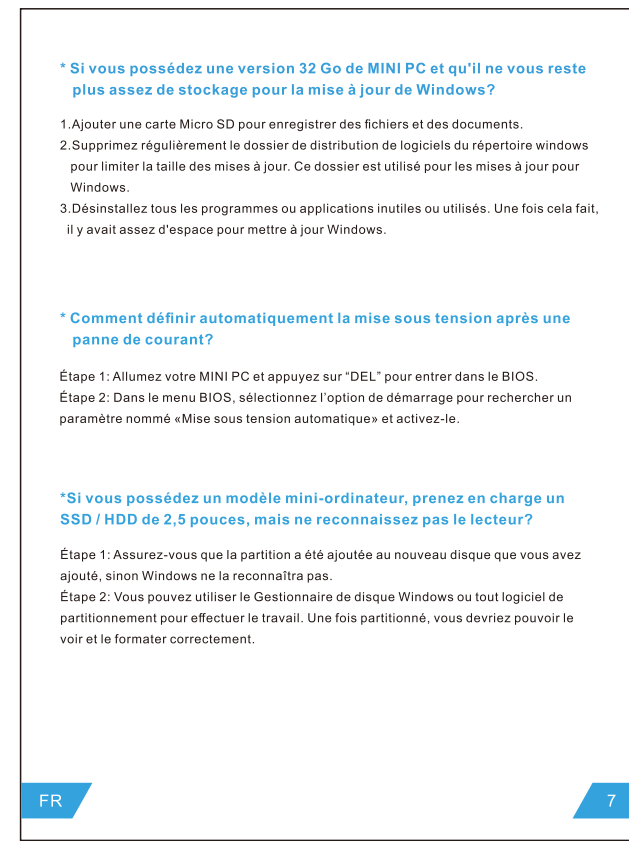 * Si vous possédez une version 32 Go de MINI PC et qu'il ne vous reste
plus assez de stockage pour la mise à jour de Windows?
1.Ajouter une carte Micro SD pour enregistrer des fichiers et des documents.
2.Supprimez régulièrement le dossier de distribution de logiciels du répertoire windows
pour limiter la taille des mises à jour. Ce dossier est utilisé pour les mises à jour pour
Windows.
3.Désinstallez tous les programmes ou applications inutiles ou utilisés. Une fois cela fait,
il y avait assez d'espace pour mettre à jour Windows.
* Comment définir automatiquement la mise sous tension après une
panne de courant?
Étape 1: Allumez votre MINI PC et appuyez sur “DEL” pour entrer dans le BIOS.
Étape 2: Dans le menu BIOS, sélectionnez l’option de démarrage pour rechercher un
paramètre nommé «Mise sous tension automatique» et activez-le.
*Si vous possédez un modèle mini-ordinateur, prenez en charge un
SSD / HDD de 2,5 pouces, mais ne reconnaissez pas le lecteur?
Étape 1: Assurez-vous que la partition a été ajoutée au nouveau disque que vous avez
ajouté, sinon Windows ne la reconnaîtra pas.
Étape 2: Vous pouvez utiliser le Gestionnaire de disque Windows ou tout logiciel de
partitionnement pour effectuer le travail. Une fois partitionné, vous devriez pouvoir le
voir et le formater correctement.
FR
7